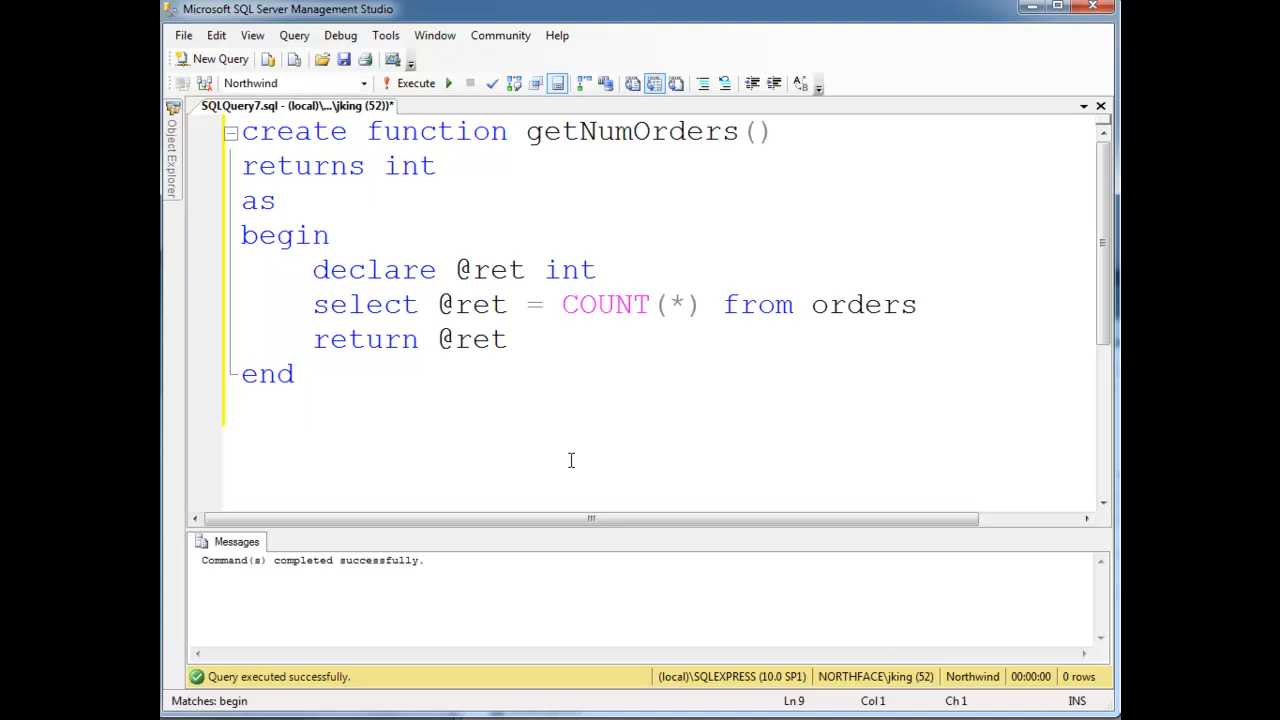 Microsoft SQL Server Management Studio
File Edit View Query Debug Tools Window Community Help
New Query
Northwind Execute
SQLQuery7.sql - (local)\...\jking (52))*
Object Explorer
create function getNumOrders()
returns int
as
begin
declare @ret int
select @ret = COUNT(*) from orders
return @ret
end
Messages
Command(s) completed successfully.
Query executed successfully. (local)\SQLEXPRESS (10.0 SP1) NORTHFACE\jking (52) Northwind 00:00:00 0 rows
Matches: begin Ln 9 Col 1 Ch 1 INS